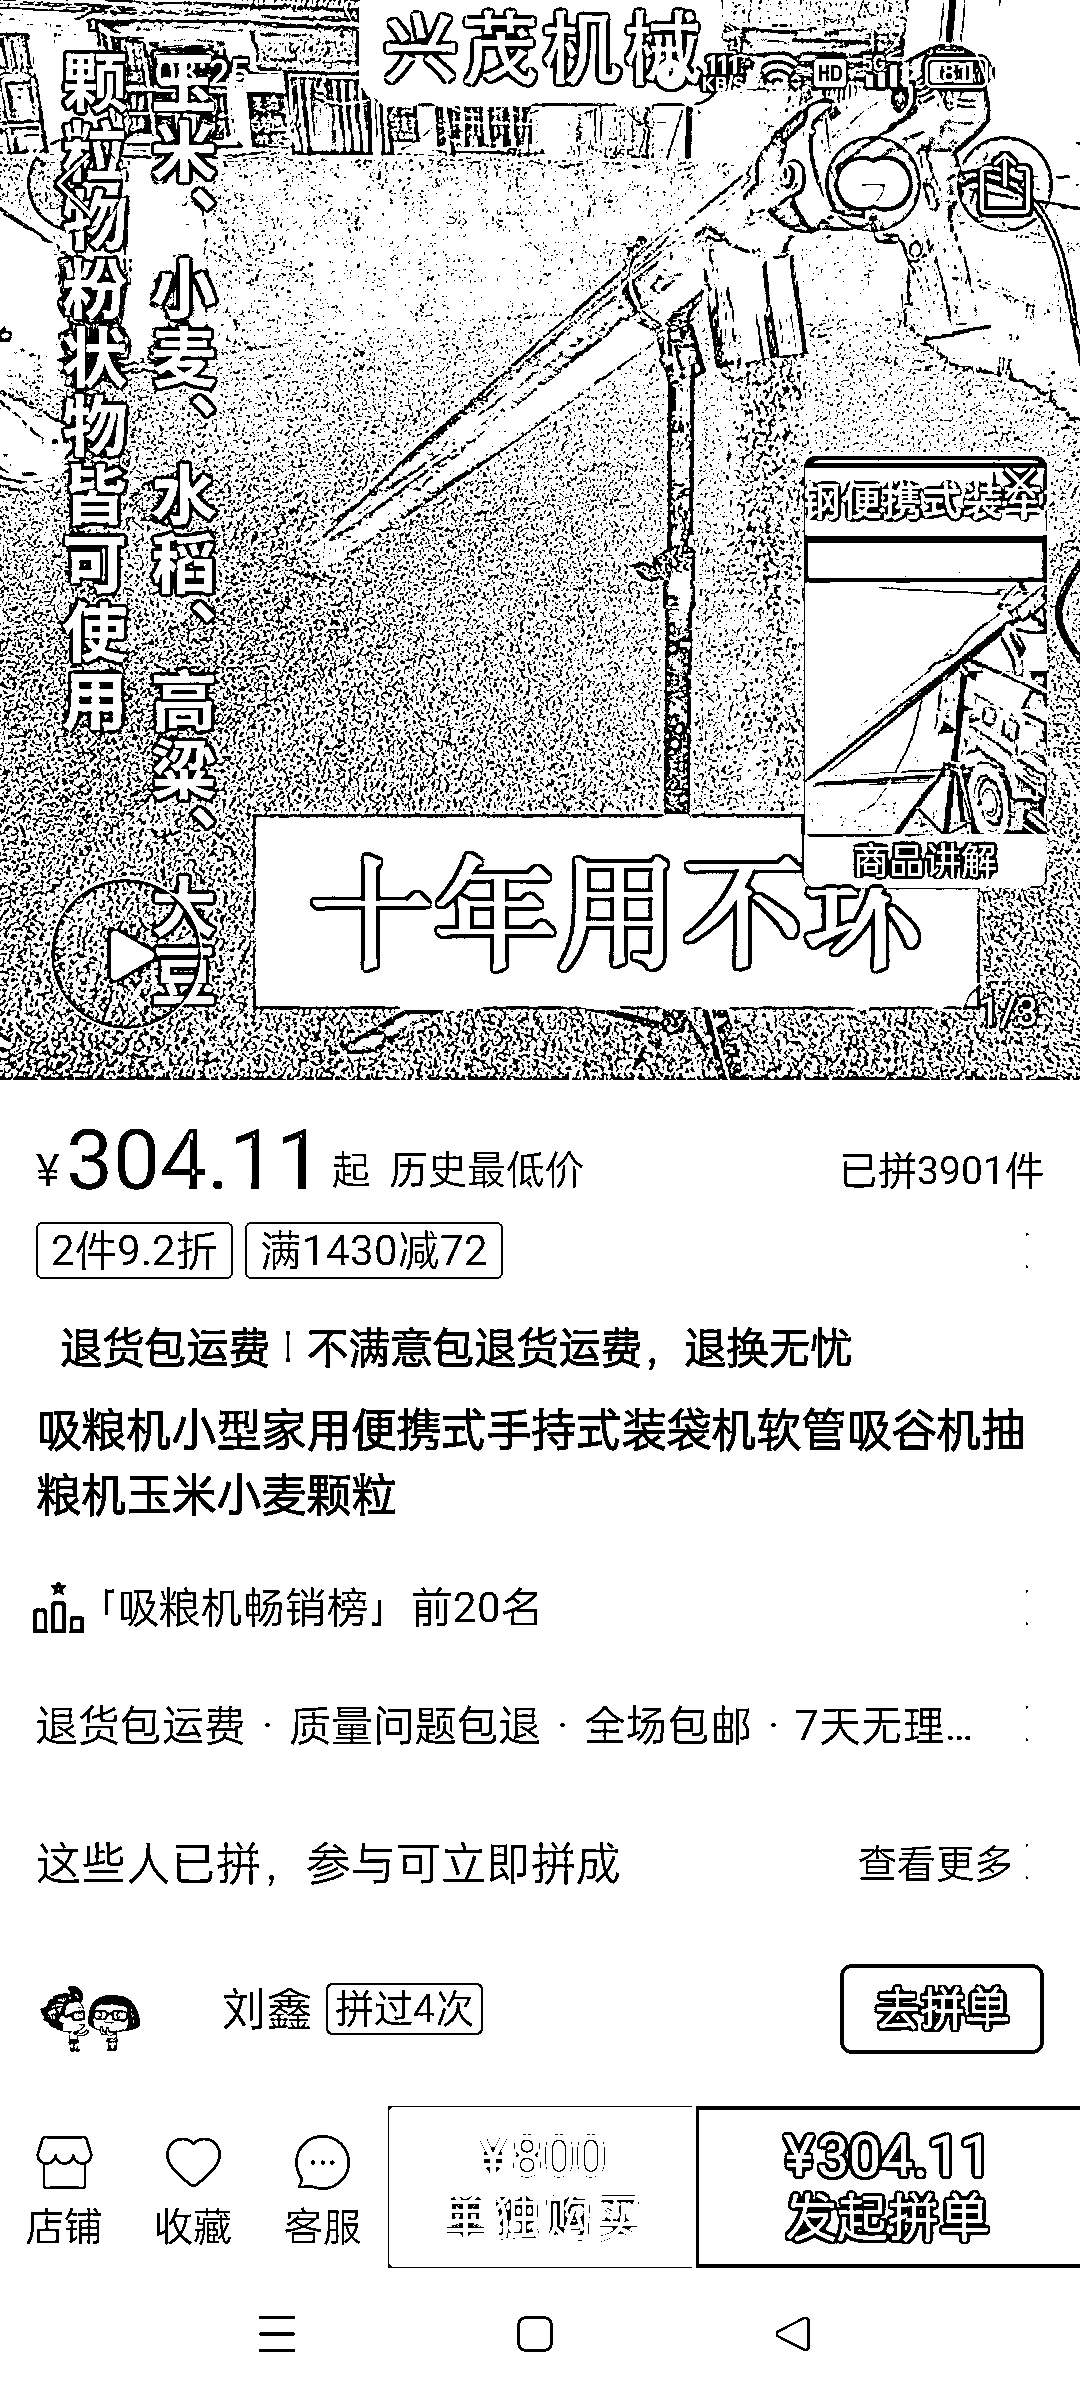 兴茂机械
111
KB/s
HD
5G
81
玉米、小麦、水稻、高粱、大豆
颗粒物粉状物皆可使用
钢便携式装车
商品讲解
十年用不坏
1/3
¥304.11起 历史最低价
已拼3901件
2件9.2折
满1430减72
退货包运费 | 不满意包退货运费，退换无忧
吸粮机小型家用便携式手持式装袋机软管吸谷机抽
粮机玉米小麦颗粒
「吸粮机畅销榜」前20名
退货包运费 · 质量问题包退 · 全场包邮 · 7天无理...
这些人已拼，参与可立即拼成
查看更多
刘鑫
拼过4次
去拼单
店铺
收藏
客服
¥800
单独购买
¥304.11
发起拼单